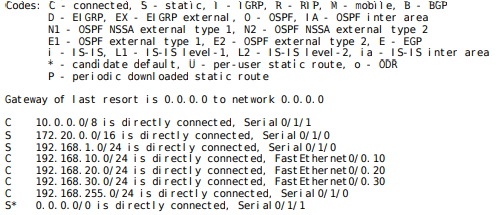 Codes: C - connected, S - static, I - IGRP, R - RIP, M - mobile, B - BGP
D - EIGRP, EX - EIGRP external, O - OSPF, IA - OSPF inter area
N1 - OSPF NSSA external type 1, N2 - OSPF NSSA external type 2
E1 - OSPF external type 1, E2 - OSPF external type 2, E - EGP
i - IS-IS, L1 - IS-IS level-1, L2 - IS-IS level-2, ia - IS-IS inter area
* - candidate default, U - per-user static route, o - ODR
P - periodic downloaded static route
Gateway of last resort is 0.0.0.0 to network 0.0.0.0
C 10.0.0.0/8 is directly connected, Serial0/1/1
S 172.20.0.0/16 is directly connected, Serial0/1/0
S 192.168.1.0/24 is directly connected, Serial0/1/0
C 192.168.10.0/24 is directly connected, FastEthernet0/0.10
C 192.168.20.0/24 is directly connected, FastEthernet0/0.20
C 192.168.30.0/24 is directly connected, FastEthernet0/0.30
C 192.168.255.0/24 is directly connected, Serial0/1/0
S* 0.0.0.0/0 is directly connected, Serial0/1/1